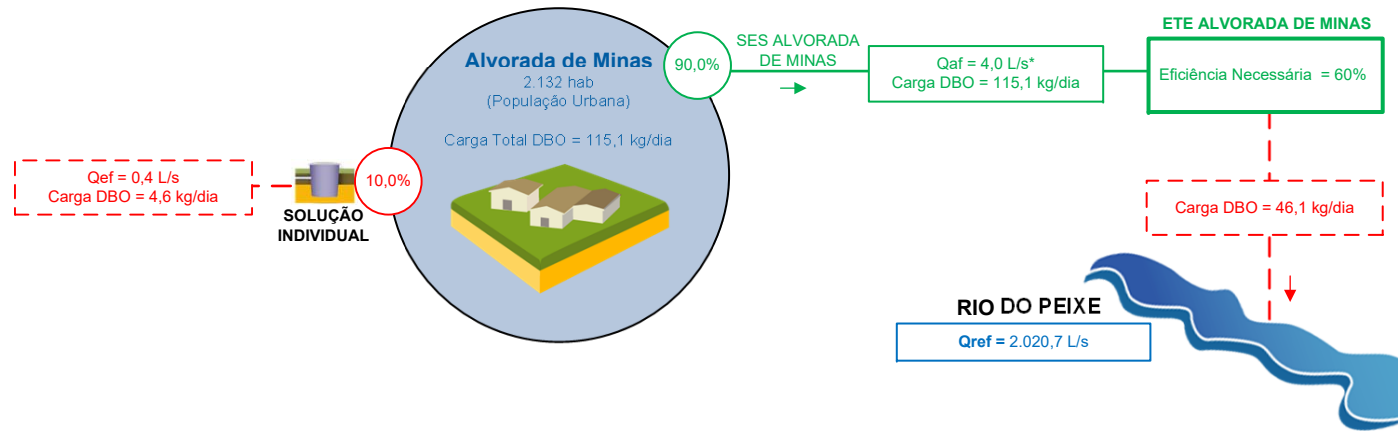 ETE ALVORADA DE MINAS
SES ALVORADA
DE MINAS
Alvorada de Minas
2.132 hab
(População Urbana)
Carga Total DBO = 115,1 kg/dia
90,0%
Qaf = 4,0 L/s*
Carga DBO = 115,1 kg/dia
Eficiência Necessária = 60%
Qef = 0,4 L/s
Carga DBO = 4,6 kg/dia
10,0%
SOLUÇÃO
INDIVIDUAL
Carga DBO = 46,1 kg/dia
RIO DO PEIXE
Qref = 2.020,7 L/s